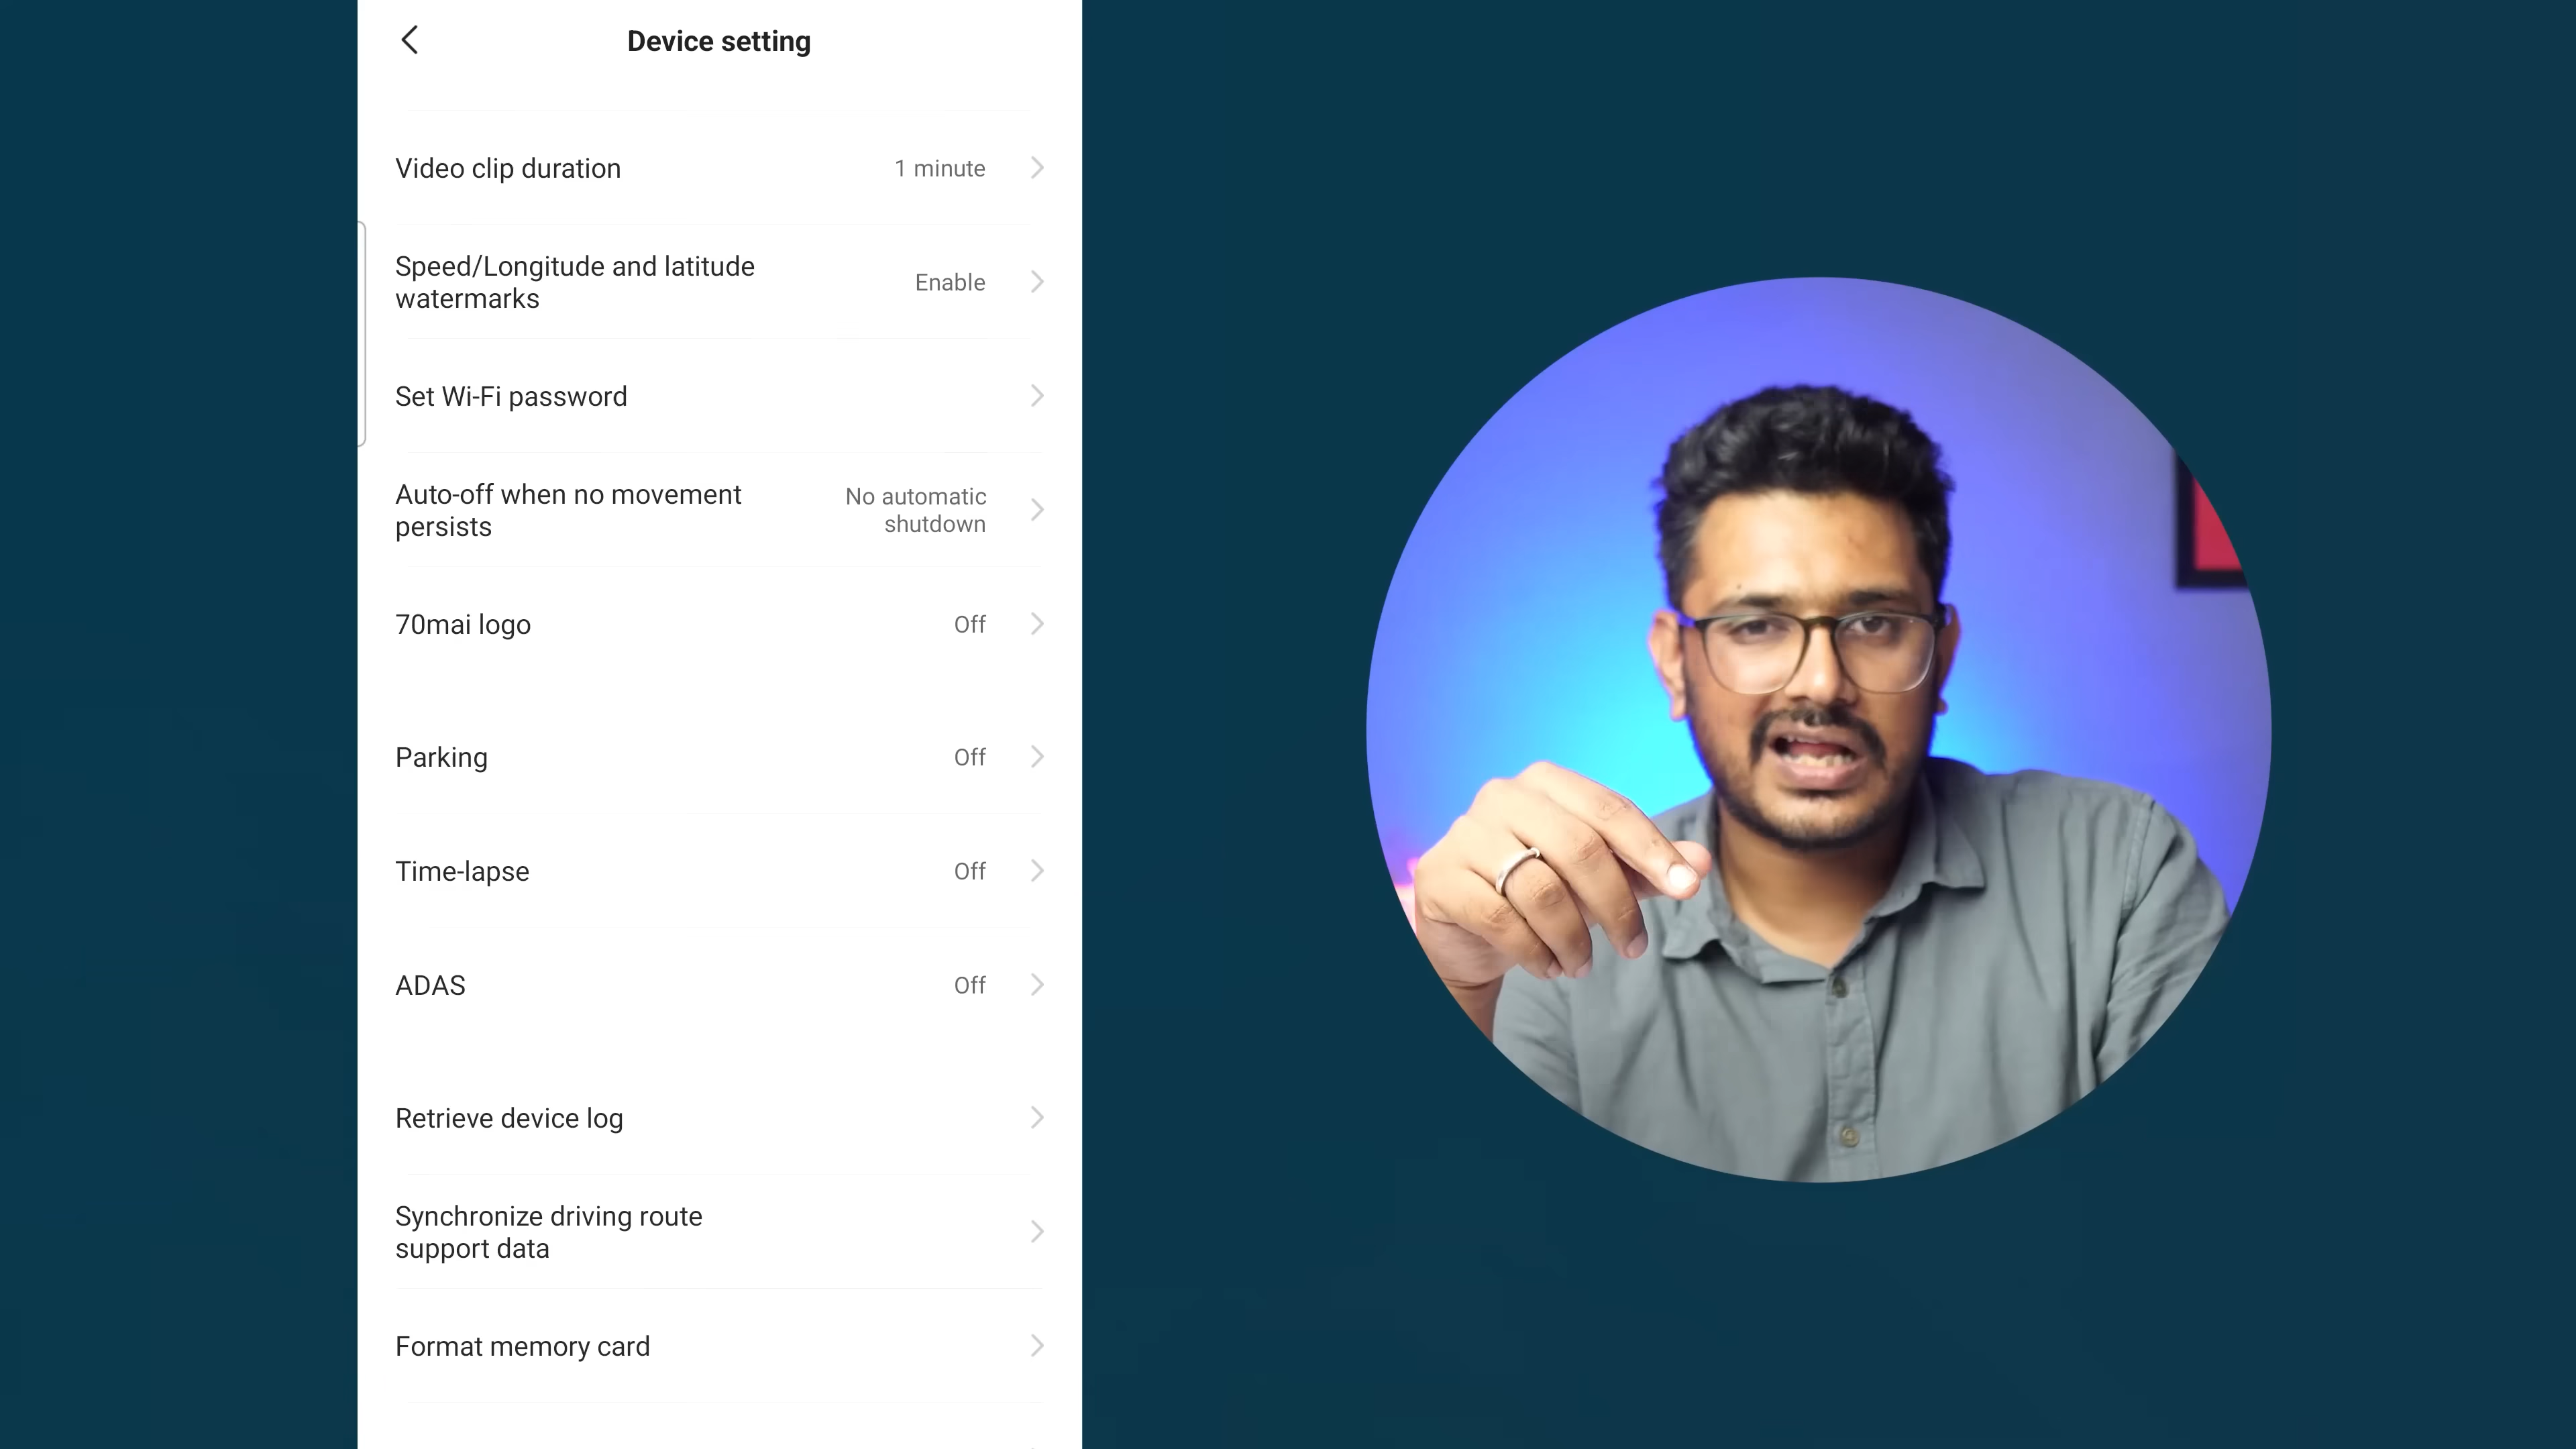 Device setting
Video clip duration 1 minute
Speed/Longitude and latitude
watermarks
Enable
Set Wi-Fi password
Auto-off when no movement
persists
No automatic
shutdown
70mai logo Off
Parking Off
Time-lapse Off
ADAS Off
Retrieve device log
Synchronize driving route
support data
Format memory card